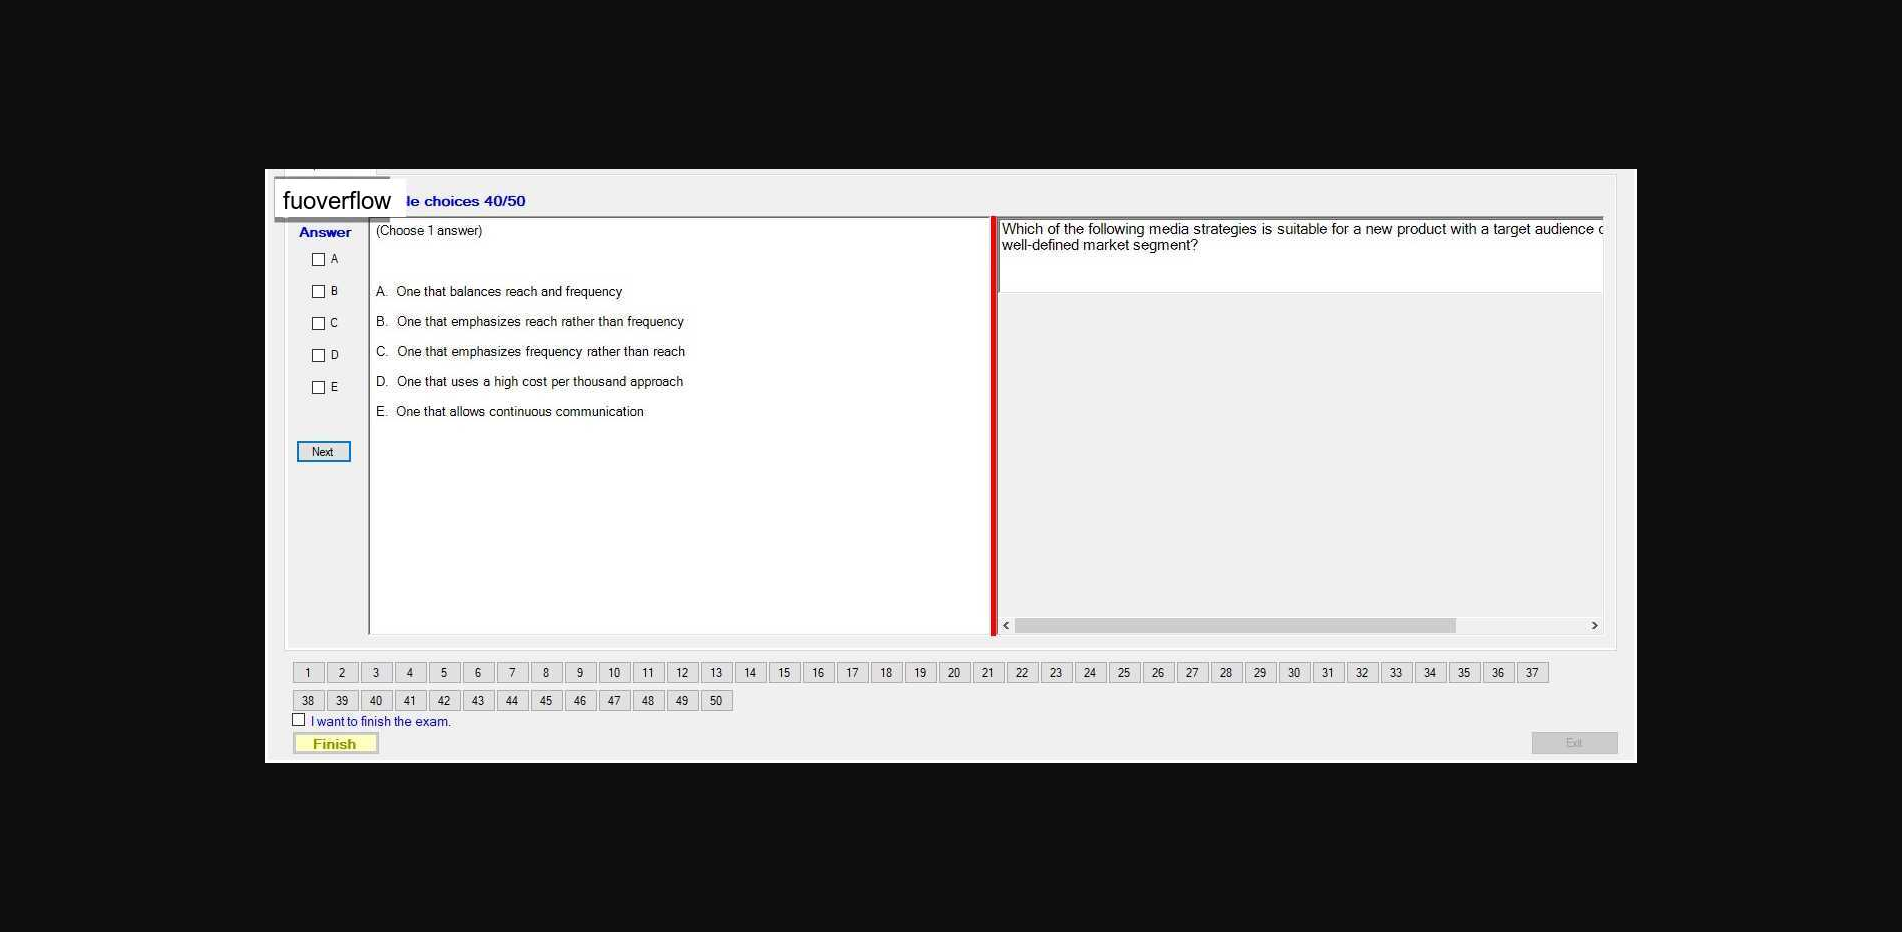 fuoverflow
choices 40/50
Answer
(Choose 1 answer)
A
B
C
D
E
A. One that balances reach and frequency
B. One that emphasizes reach rather than frequency
C. One that emphasizes frequency rather than reach
D. One that uses a high cost per thousand approach
E. One that allows continuous communication
Next
Which of the following media strategies is suitable for a new product with a target audience
well-defined market segment?
1 2 3 4 5 6 7 8 9 10 11 12 13 14 15 16 17 18 19 20 21 22 23 24 25 26 27 28 29 30 31 32 33 34 35 36 37
38 39 40 41 42 43 44 45 46 47 48 49 50
I want to finish the exam.
Finish
Exit